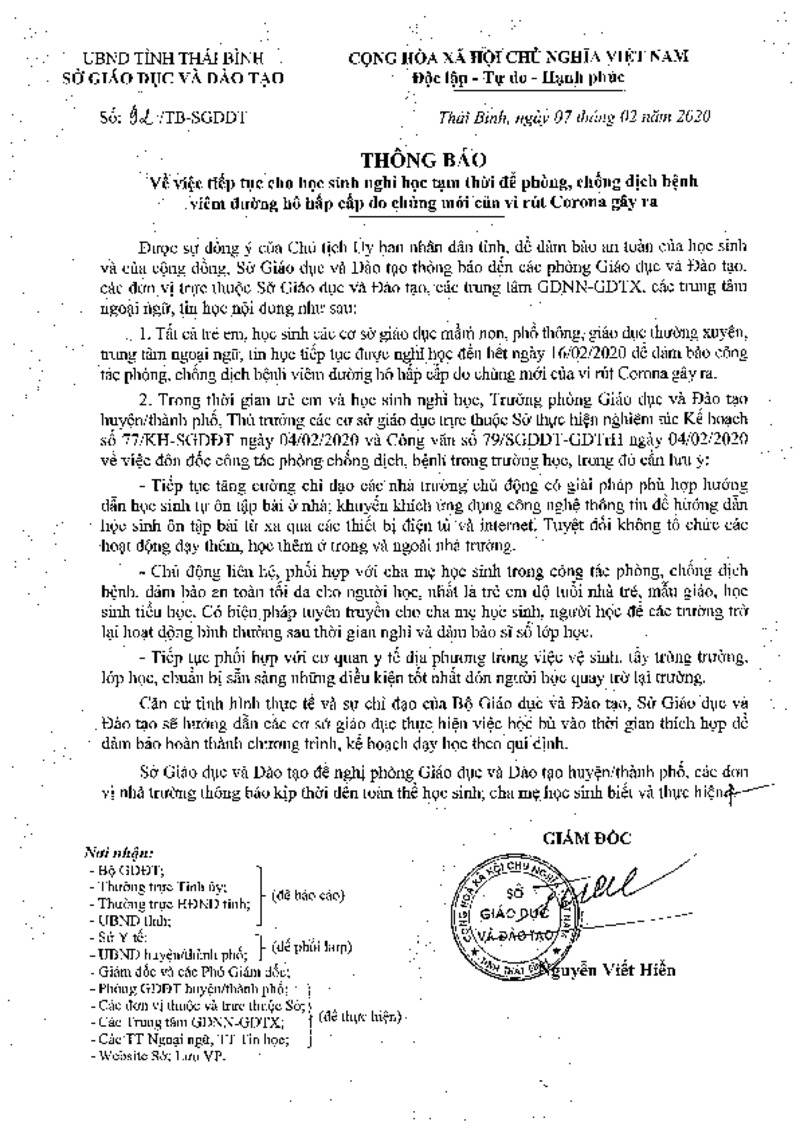 UBND TỈNH THÁI BÌNH
SỞ GIÁO DỤC VÀ ĐÀO TẠO
CỘNG HÒA XÃ HỘI CHỦ NGHĨA VIỆT NAM
Độc lập - Tự do - Hạnh phúc
Số: 92/TB-SGDĐT
Thái Bình, ngày 07 tháng 02 năm 2020
THÔNG BÁO
Về việc tiếp tục cho học sinh nghỉ học tạm thời để phòng, chống dịch bệnh
viêm đường hô hấp cấp do chủng mới của vi rút Corona gây ra
Được sự đồng ý của Chủ tịch Ủy ban nhân dân tỉnh, để đảm bảo an toàn của học sinh
và của cộng đồng, Sở Giáo dục và Đào tạo thông báo đến các phòng Giáo dục và Đào tạo,
các đơn vị trực thuộc Sở Giáo dục và Đào tạo, các trung tâm GDNN-GDTX, các trung tâm
ngoại ngữ, tin học nội dung như sau:
1. Tất cả trẻ em, học sinh các cơ sở giáo dục mầm non, phổ thông, giáo dục thường xuyên,
trung tâm ngoại ngữ, tin học tiếp tục được nghỉ học đến hết ngày 16/02/2020 để đảm bảo công
tác phòng, chống dịch bệnh viêm đường hô hấp cấp do chủng mới của vi rút Corona gây ra.
2. Trong thời gian trẻ em và học sinh nghỉ học, Trưởng phòng Giáo dục và Đào tạo
huyện/thành phố, Thủ trưởng các cơ sở giáo dục trực thuộc Sở thực hiện nghiêm túc Kế hoạch
số 77/KH-SGDĐT ngày 04/02/2020 và Công văn số 79/SGDĐT-GDTrH ngày 04/02/2020
về việc đôn đốc công tác phòng chống dịch, bệnh trong trường học, trong đó cần lưu ý:
- Tiếp tục tăng cường chỉ đạo các nhà trường chủ động có giải pháp phù hợp hướng
dẫn học sinh tự ôn tập bài ở nhà; khuyến khích ứng dụng công nghệ thông tin để hướng dẫn
học sinh ôn tập bài từ xa qua các thiết bị điện tử và internet. Tuyệt đối không tổ chức các
hoạt động dạy thêm, học thêm ở trong và ngoài nhà trường.
- Chủ động liên hệ, phối hợp với cha mẹ học sinh trong công tác phòng, chống dịch
bệnh, đảm bảo an toàn tối đa cho người học, nhất là trẻ em độ tuổi nhà trẻ, mẫu giáo, học
sinh tiểu học. Có biện pháp tuyên truyền cho cha mẹ học sinh, người học để các trường trở
lại hoạt động bình thường sau thời gian nghỉ và đảm bảo sĩ số lớp học.
- Tiếp tục phối hợp với cơ quan y tế địa phương trong việc vệ sinh, tẩy trùng trường,
lớp học, chuẩn bị sẵn sàng những điều kiện tốt nhất đón người học quay trở lại trường.
Căn cứ tình hình thực tế và sự chỉ đạo của Bộ Giáo dục và Đào tạo, Sở Giáo dục và
Đào tạo sẽ hướng dẫn các cơ sở giáo dục thực hiện việc học bù vào thời gian thích hợp để
đảm bảo hoàn thành chương trình, kế hoạch dạy học theo qui định.
Sở Giáo dục và Đào tạo đề nghị phòng Giáo dục và Đào tạo huyện/thành phố, các đơn
vị nhà trường thông báo kịp thời đến toàn thể học sinh, cha mẹ học sinh biết và thực hiện.
GIÁM ĐỐC
Nơi nhận:
- Bộ GDĐT;
- Thường trực Tỉnh ủy;
- Thường trực HĐND tỉnh;
(để báo cáo)
- UBND tỉnh;
- Sở Y tế;
- UBND huyện/thành phố;
(để phối hợp)
- Giám đốc và các Phó Giám đốc;
- Phòng GDĐT huyện/thành phố;
- Các đơn vị thuộc và trực thuộc Sở;
- Các Trung tâm GDNN-GDTX;
(để thực hiện)
- Các TT Ngoại ngữ, TT Tin học;
- Website Sở; Lưu VP.
CỘNG HÒA XÃ HỘI CHỦ NGHĨA VIỆT NAM
SỞ
GIÁO DỤC
VÀ ĐÀO TẠO
TỈNH THÁI BÌNH
Nguyễn Viết Hiển